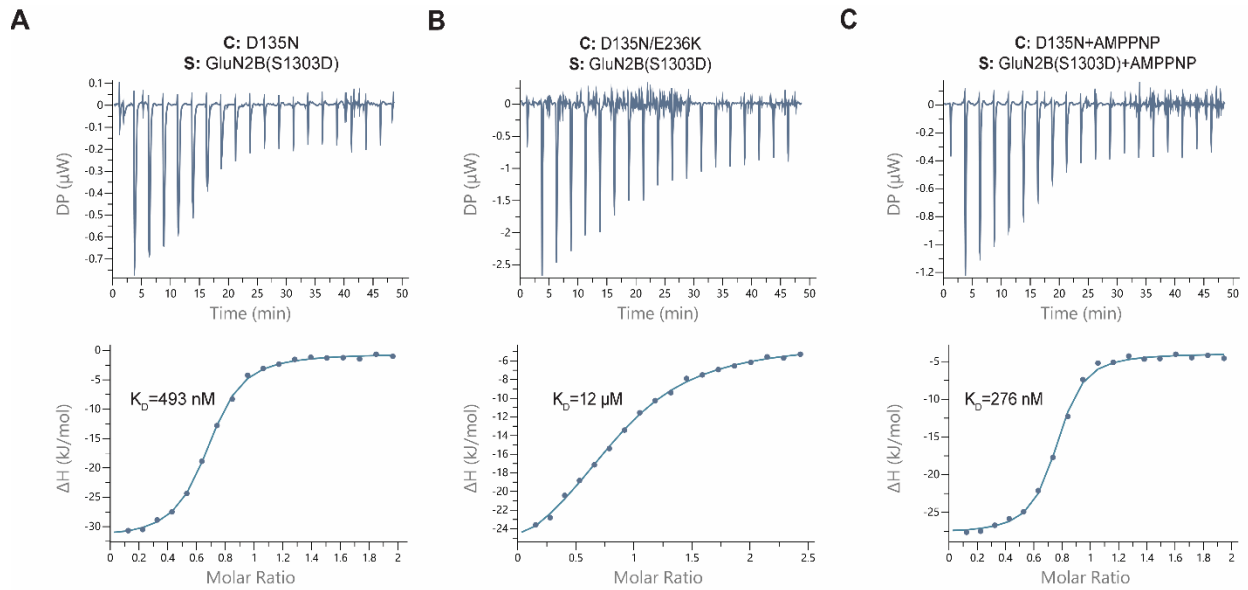 A
C: D135N
S: GluN2B(S1303D)
0.1
0
-0.1
-0.2
-0.3
-0.4
-0.5
-0.6
-0.7
DP (µW)
0 5 10 15 20 25 30 35 40 45 50
Time (min)
0
-5
-10
-15
-20
-25
-30
ΔH (kJ/mol)
KD=493 nM
0 0.2 0.4 0.6 0.8 1 1.2 1.4 1.6 1.8 2
Molar Ratio
B
C: D135N/E236K
S: GluN2B(S1303D)
0
-0.5
-1
-1.5
-2
-2.5
DP (µW)
0 5 10 15 20 25 30 35 40 45 50
Time (min)
-4
-6
-8
-10
-12
-14
-16
-18
-20
-22
-24
ΔH (kJ/mol)
KD=12 µM
0 0.5 1 1.5 2 2.5
Molar Ratio
C
C: D135N+AMPPNP
S: GluN2B(S1303D)+AMPPNP
0
-0.2
-0.4
-0.6
-0.8
-1
-1.2
DP (µW)
0 5 10 15 20 25 30 35 40 45 50
Time (min)
-5
-10
-15
-20
-25
ΔH (kJ/mol)
KD=276 nM
0 0.2 0.4 0.6 0.8 1 1.2 1.4 1.6 1.8 2
Molar Ratio